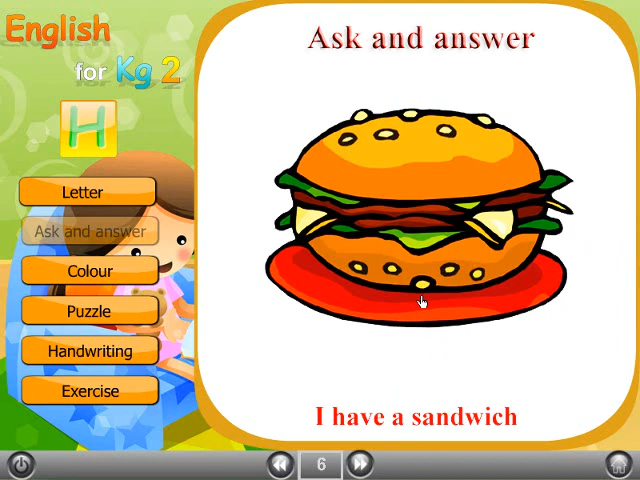 English
for Kg 2
H
Letter
Ask and answer
Colour
Puzzle
Handwriting
Exercise
Ask and answer
I have a sandwich
6